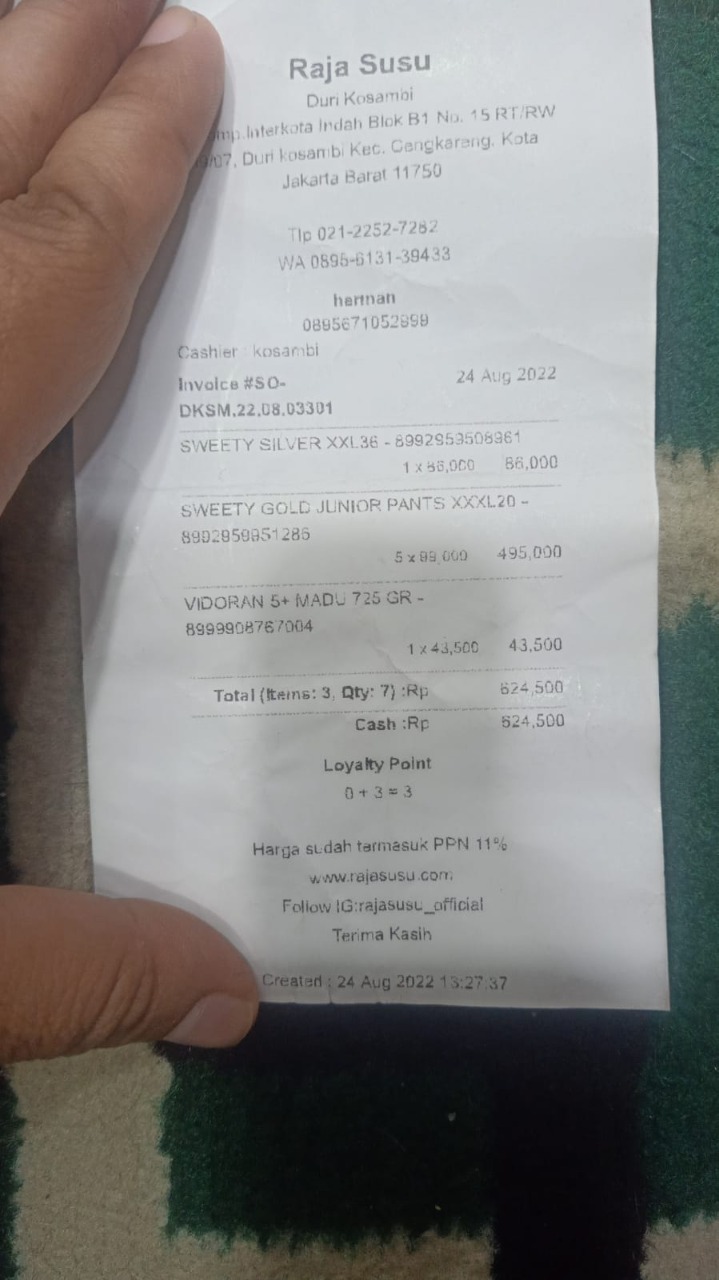 Raja Susu
Duri Kosambi
mp.Interkota Indah Blok B1 No. 15 RT/RW
/07, Duri kosambi Kec. Cengkareng, Kota
Jakarta Barat 11750
Tlp 021-2252-7282
WA 0895-6131-39433
herman
0895671052899
Cashier : kosambi
Invoice #SO-
24 Aug 2022
DKSM.22.08.03301
SWEETY SILVER XXL36 - 8992959508961
1 x 86,000 86,000
SWEETY GOLD JUNIOR PANTS XXXL20 -
8992959951286
5 x 99,000 495,000
VIDORAN 5+ MADU 725 GR -
8999908767004
1 x 43,500 43,500
Total (Items: 3, Qty: 7) :Rp 624,500
Cash :Rp 624,500
Loyalty Point
0 + 3 = 3
Harga sudah termasuk PPN 11%
www.rajasusu.com
Follow IG:rajasusu_official
Terima Kasih
Created : 24 Aug 2022 13:27:37